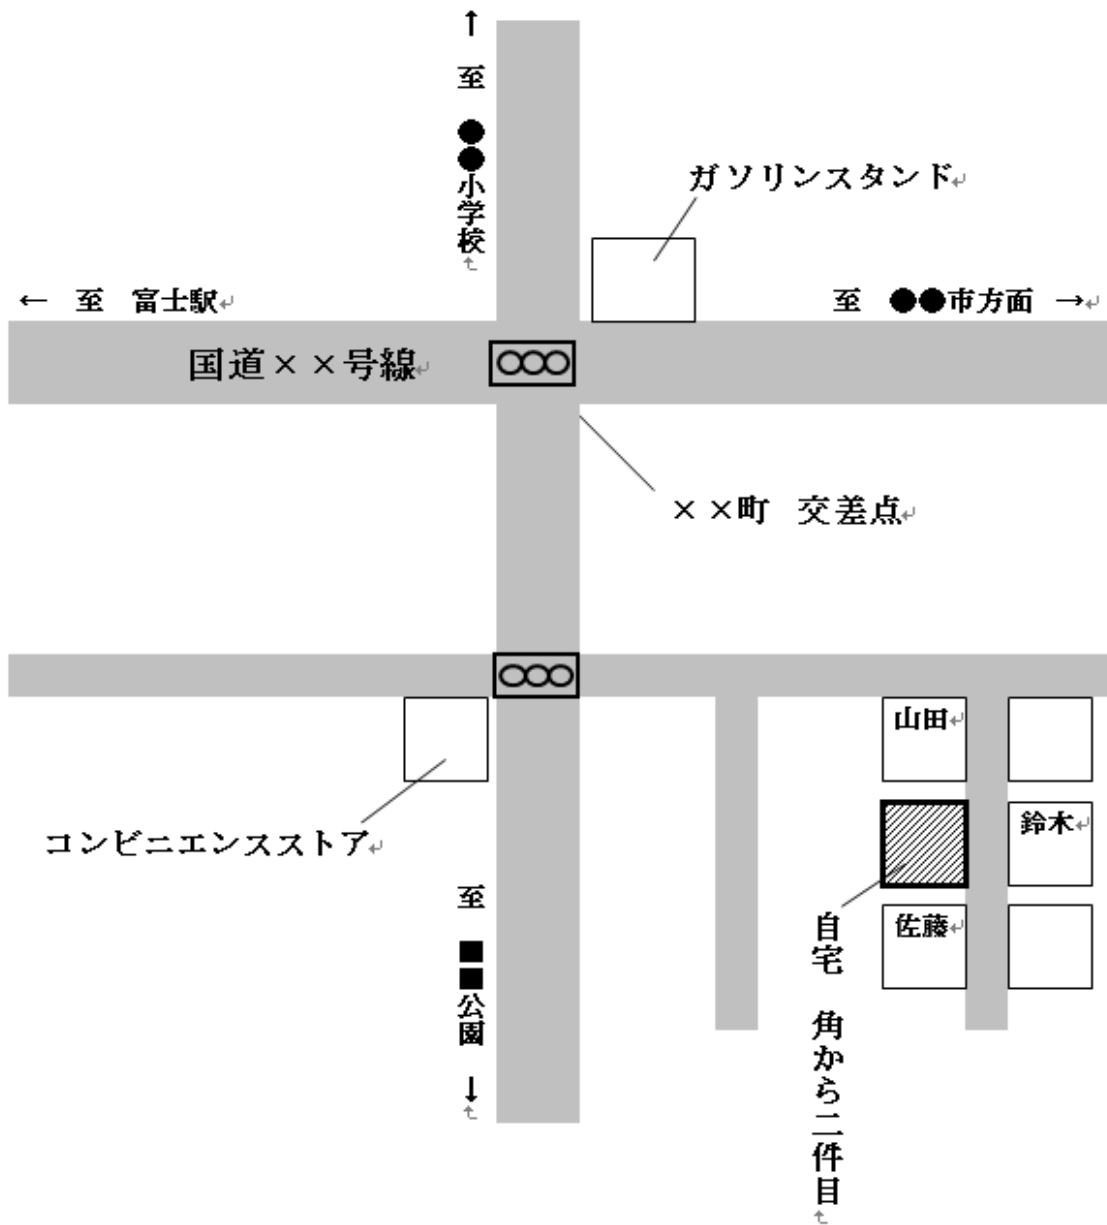 ↑ 至 ●●小学校
ガソリンスタンド
← 至 富士駅
至 ●●市方面 →
国道××号線
××町 交差点
山田
鈴木
コンビニエンスストア
佐藤
至 ■■公園 ↓
自宅 角から二件目